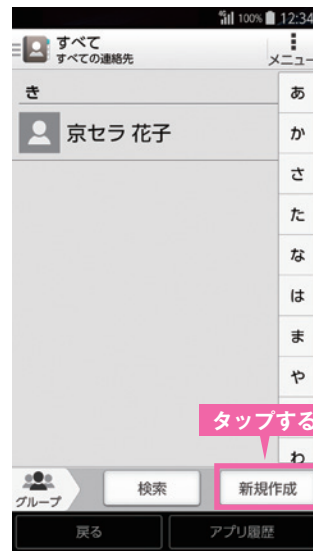 4G 100% 12:34
すべて
すべての連絡先
メニュー
き
京セラ 花子
あ
か
さ
た
な
は
ま
や
タップする
わ
グループ
検索
新規作成
戻る
アプリ履歴